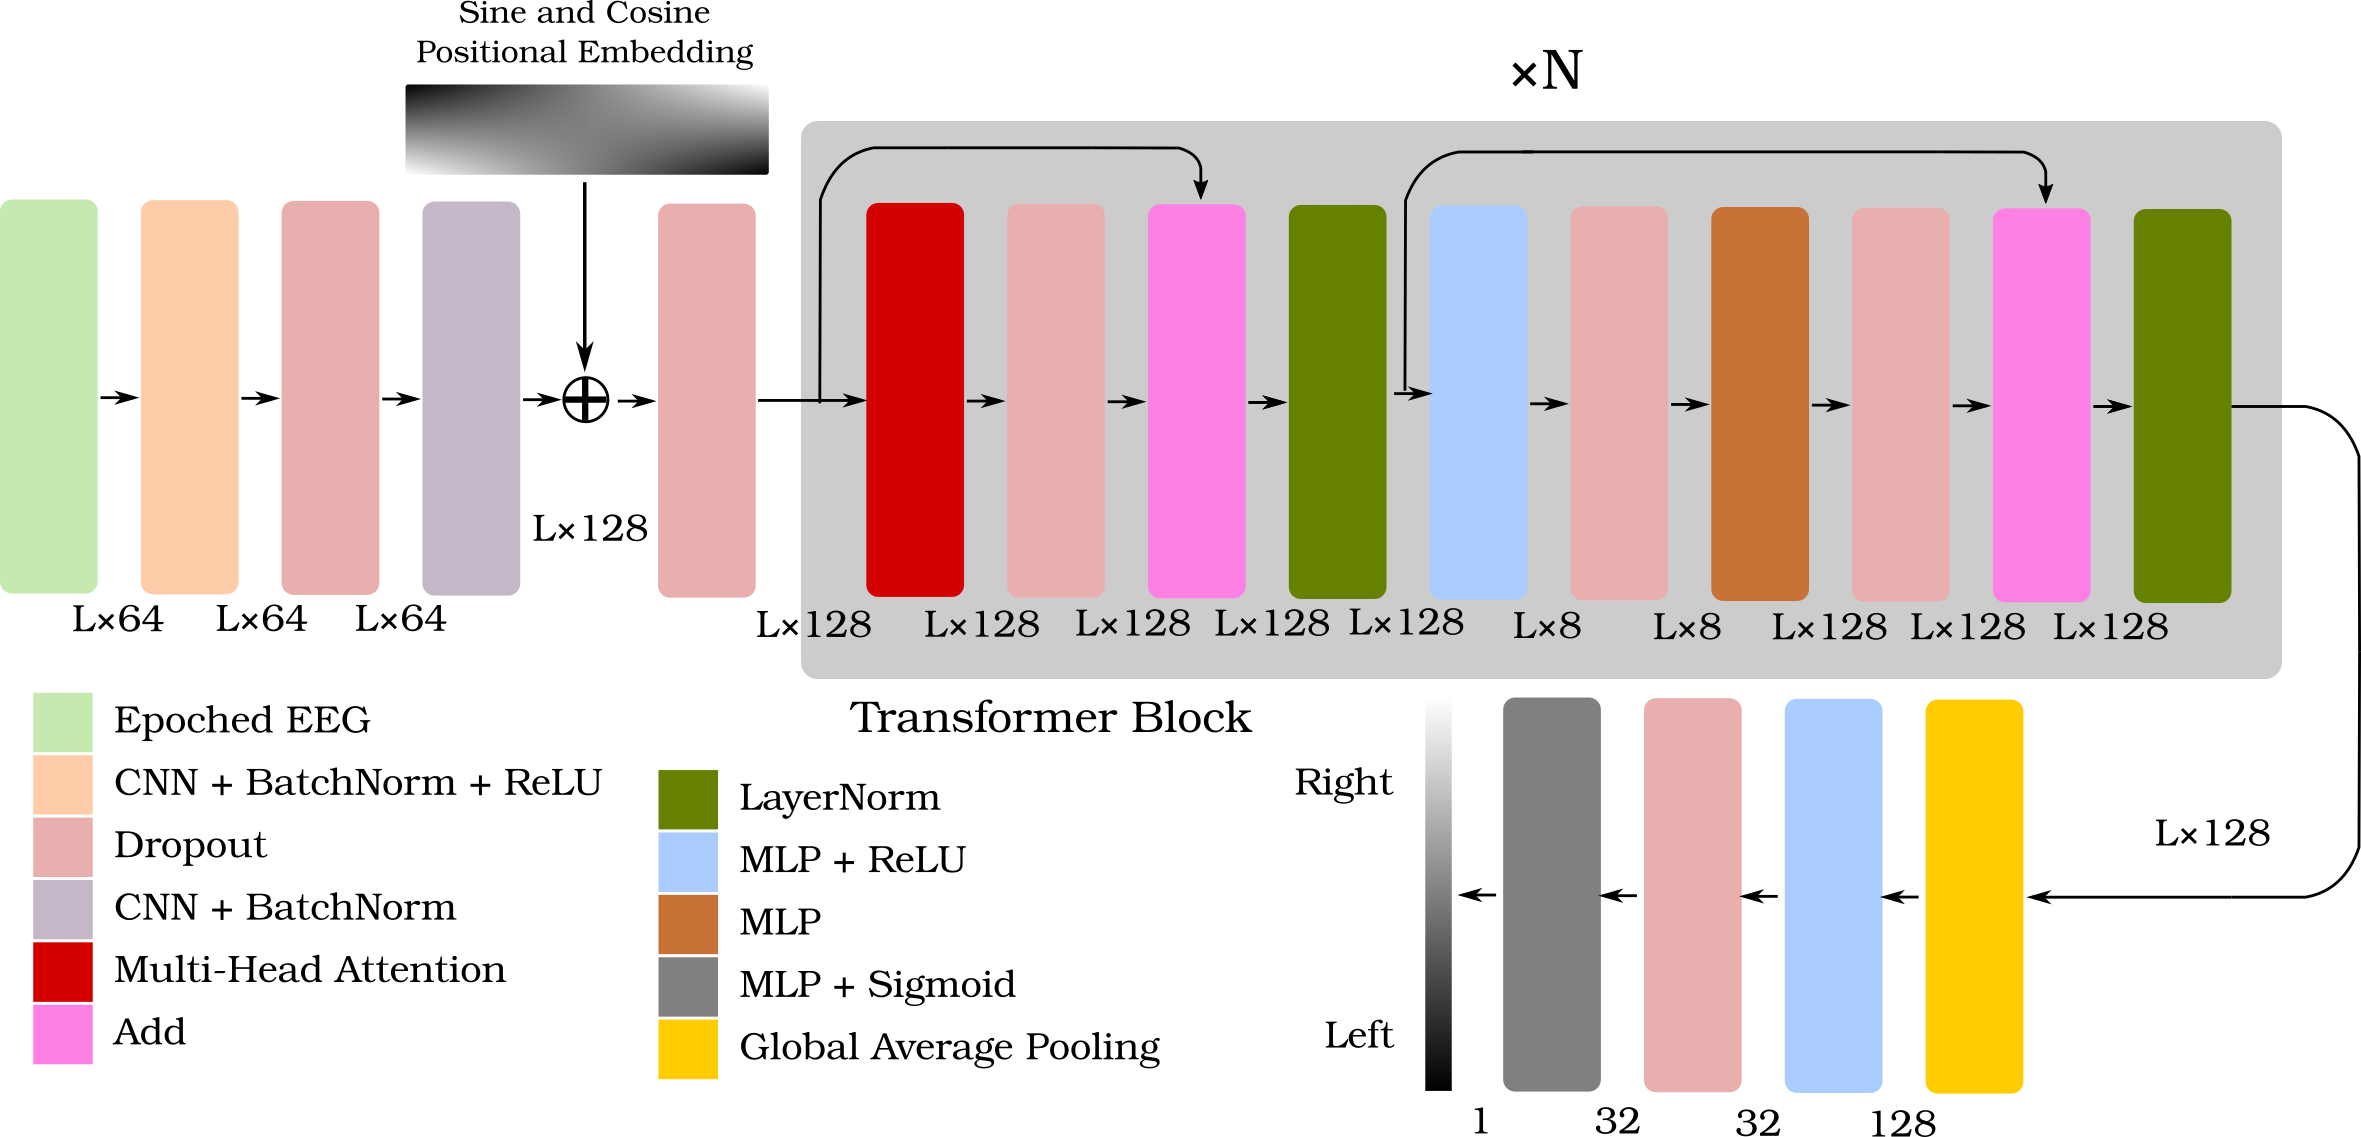 Sine and Cosine
Positional Embedding
×N
L×128
L×64
L×64
L×64
L×128
L×128
L×128
L×128
L×128
L×8
L×8
L×128
L×128
L×128
Transformer Block
Epoched EEG
CNN + BatchNorm + ReLU
Dropout
CNN + BatchNorm
Multi-Head Attention
Add
LayerNorm
MLP + ReLU
MLP
MLP + Sigmoid
Global Average Pooling
Right
Left
L×128
1
32
32
128